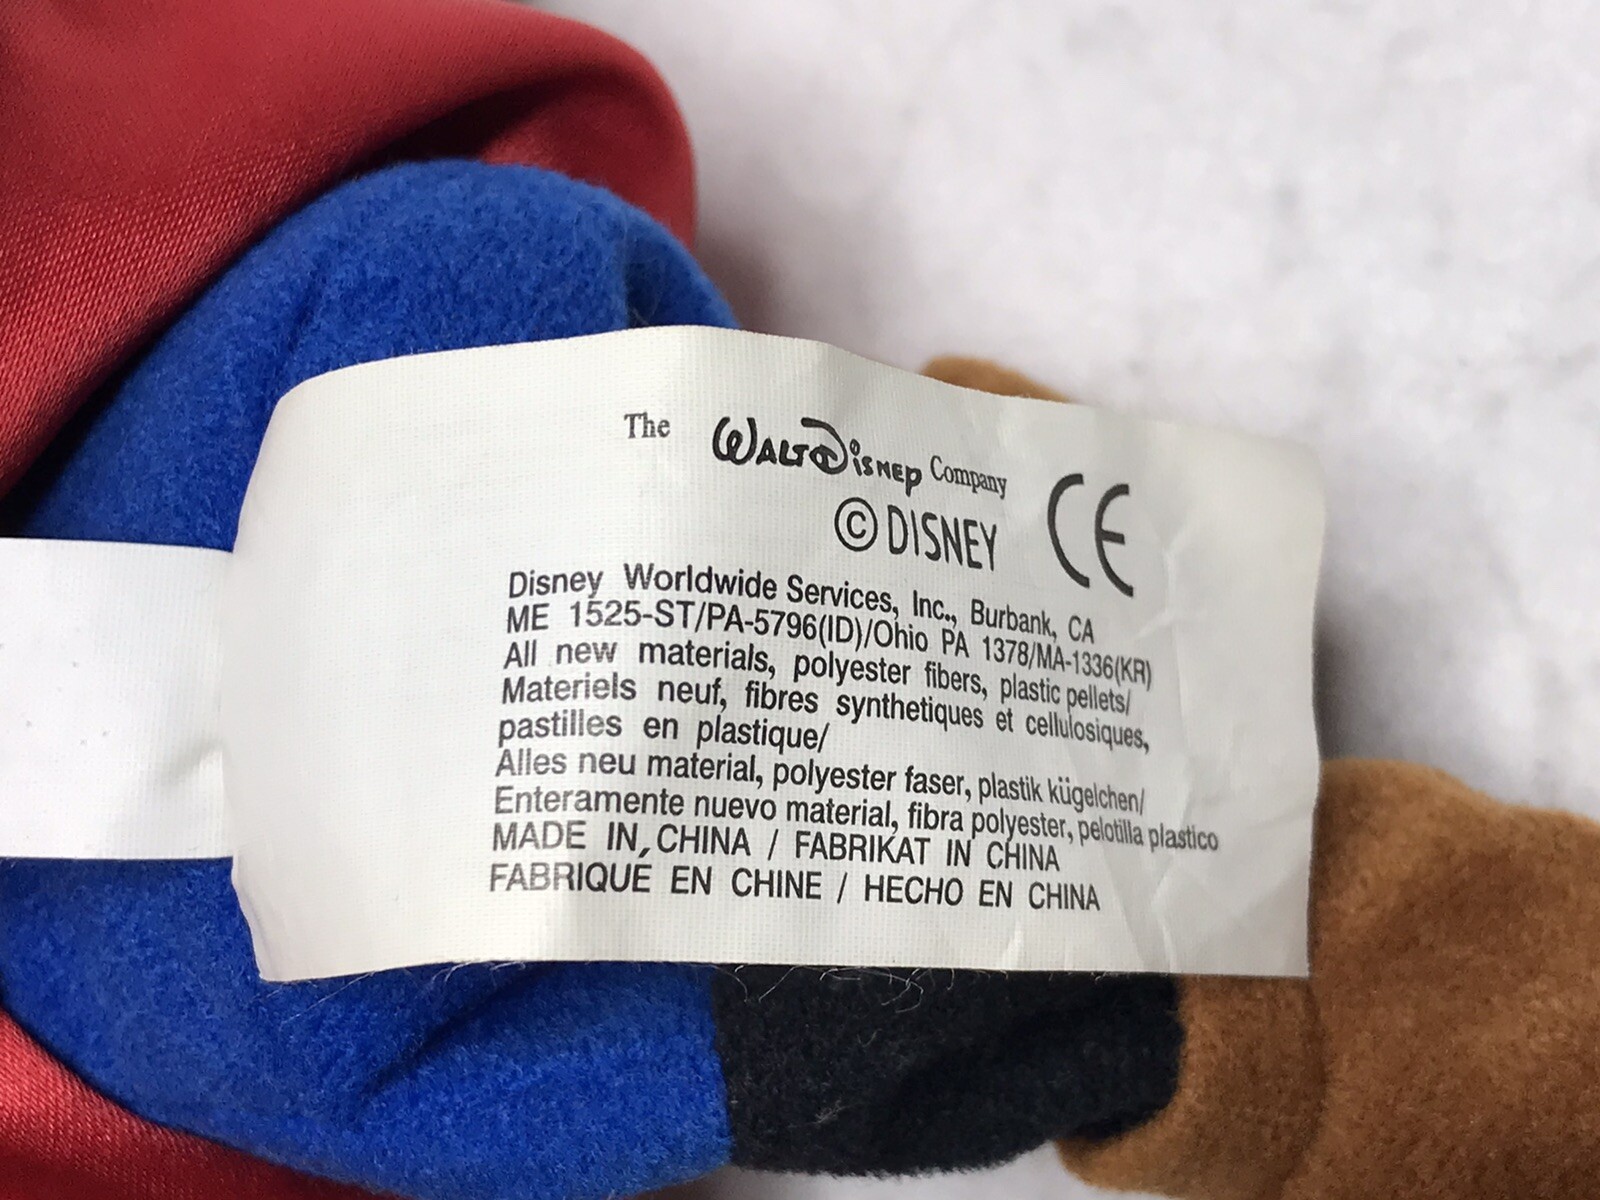 The WALT DISNEY Company
© DISNEY CE
Disney Worldwide Services, Inc., Burbank, CA
ME 1525-ST/PA-5796(ID)/Ohio PA 1378/MA-1336(KR)
All new materials, polyester fibers, plastic pellets/
Materiels neuf, fibres synthetiques et cellulosiques,
pastilles en plastique/
Alles neu material, polyester faser, plastik kügelchen/
Enteramente nuevo material, fibra polyester, pelotilla plastico
MADE IN CHINA / FABRIKAT IN CHINA
FABRIQUÉ EN CHINE / HECHO EN CHINA